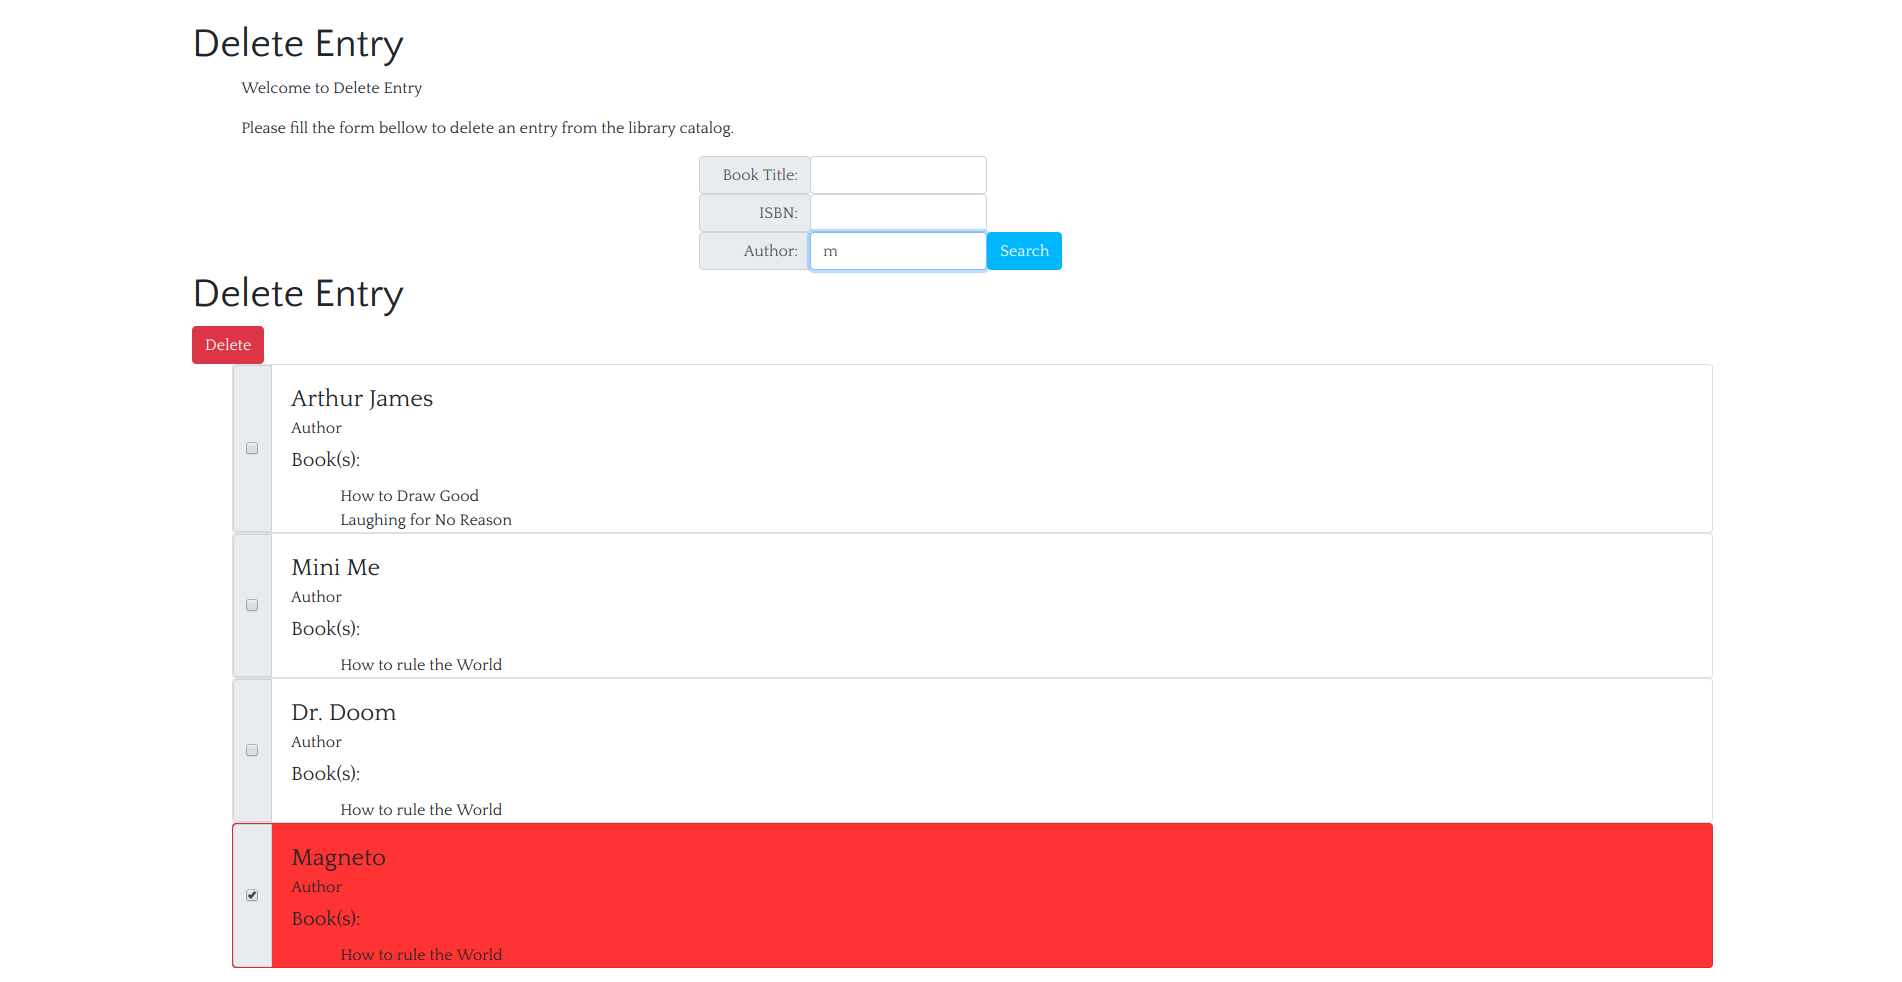 Delete Entry
Welcome to Delete Entry
Please fill the form bellow to delete an entry from the library catalog.
Book Title:
ISBN:
Author: m Search
Delete Entry
Delete
Arthur James
Author
Book(s):
How to Draw Good
Laughing for No Reason
Mini Me
Author
Book(s):
How to rule the World
Dr. Doom
Author
Book(s):
How to rule the World
Magneto
Author
Book(s):
How to rule the World